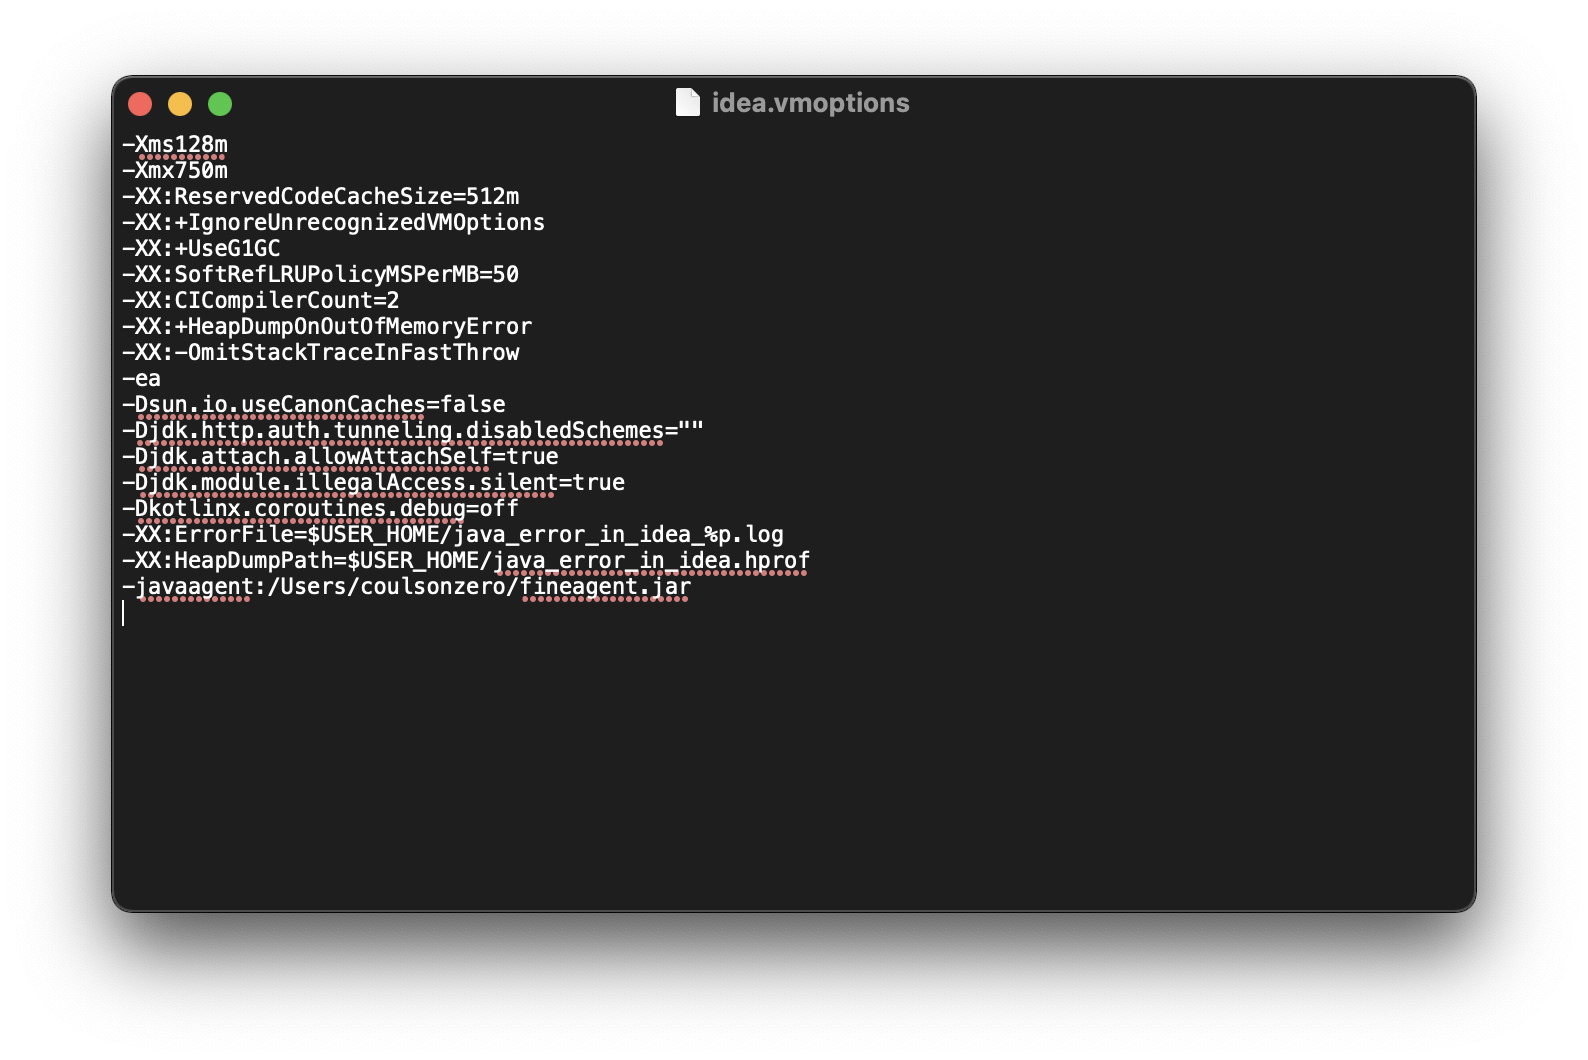 idea.vmoptions
-Xms128m
-Xmx750m
-XX:ReservedCodeCacheSize=512m
-XX:+IgnoreUnrecognizedVMOptions
-XX:+UseG1GC
-XX:SoftRefLRUPolicyMSPerMB=50
-XX:CICompilerCount=2
-XX:+HeapDumpOnOutOfMemoryError
-XX:-OmitStackTraceInFastThrow
-ea
-Dsun.io.useCanonCaches=false
-Djdk.http.auth.tunneling.disabledSchemes=""
-Djdk.attach.allowAttachSelf=true
-Djdk.module.illegalAccess.silent=true
-Dkotlinx.coroutines.debug=off
-XX:ErrorFile=$USER_HOME/java_error_in_idea_%p.log
-XX:HeapDumpPath=$USER_HOME/java_error_in_idea.hprof
-javaagent:/Users/coulsonzero/fineagent.jar